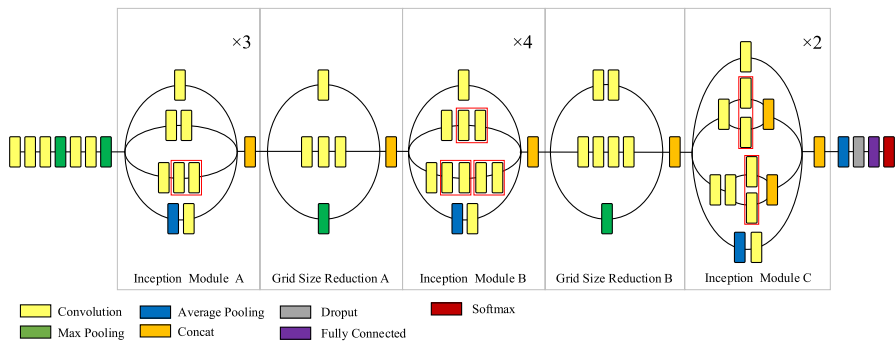 ×3
×4
×2
Inception Module A
Grid Size Reduction A
Inception Module B
Grid Size Reduction B
Inception Module C
Convolution
Average Pooling
Droput
Softmax
Max Pooling
Concat
Fully Connected